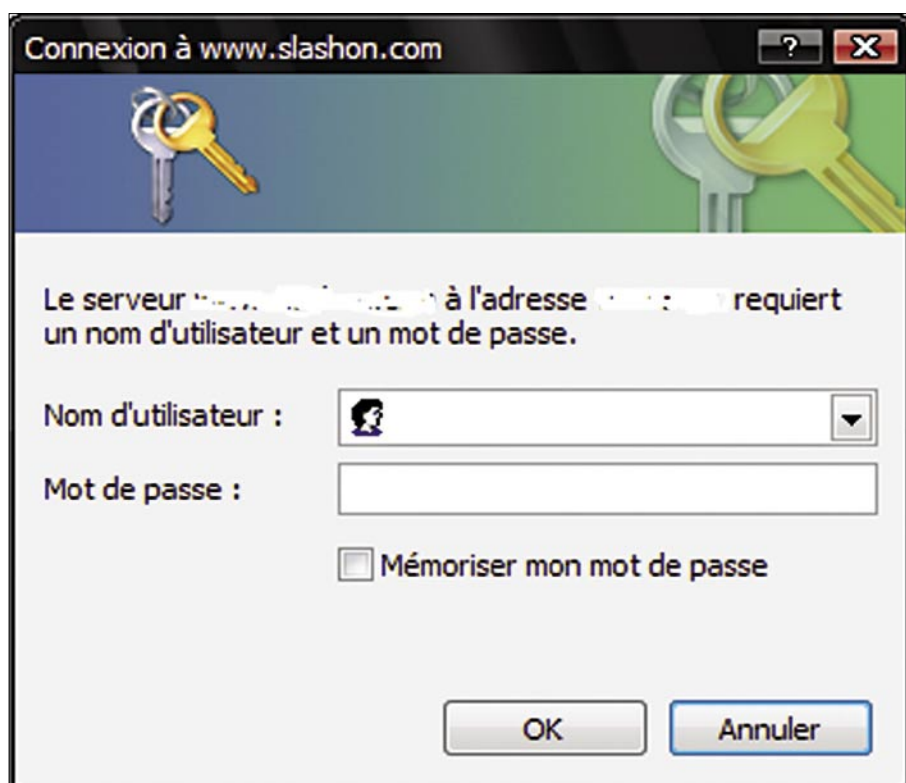 Connexion à www.slashon.com
?
Le serveur à l'adresse requiert
un nom d'utilisateur et un mot de passe.
Nom d'utilisateur :
Mot de passe :
Mémoriser mon mot de passe
OK
Annuler